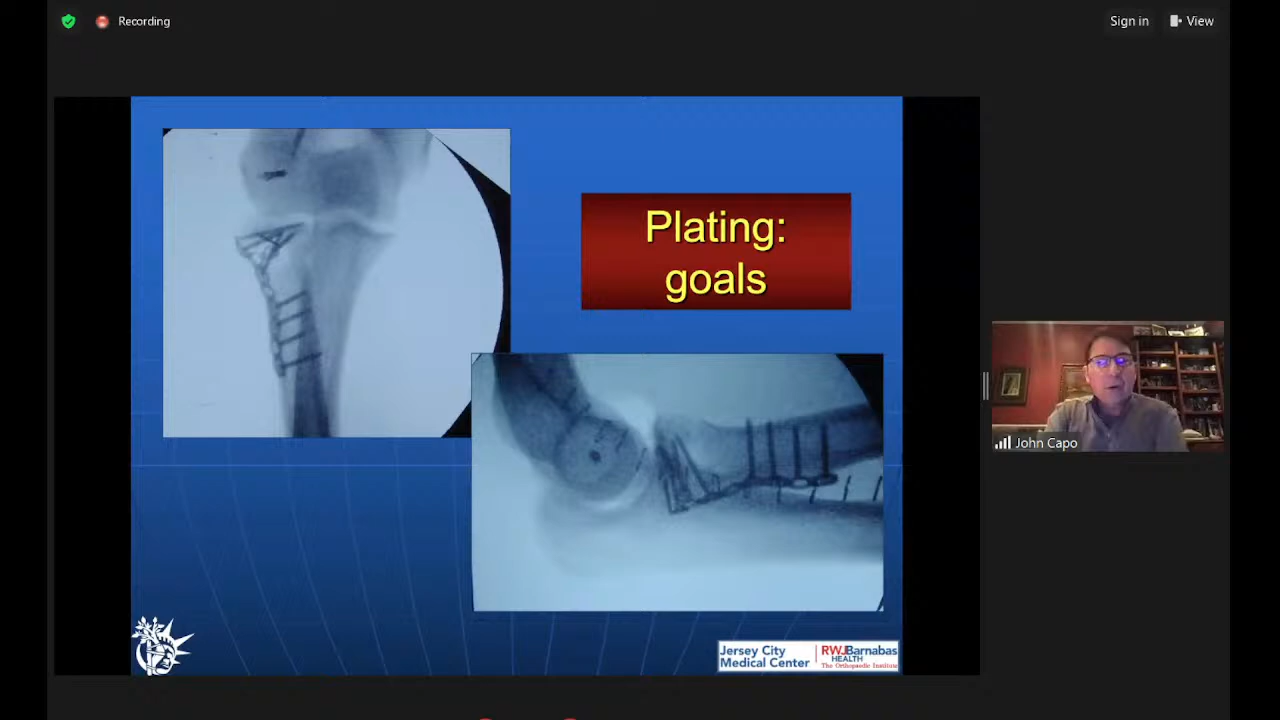 Recording
Sign in
View
Plating:
goals
John Capo
Jersey City
Medical Center
RWJBarnabas
HEALTH
The Orthopaedic Institute